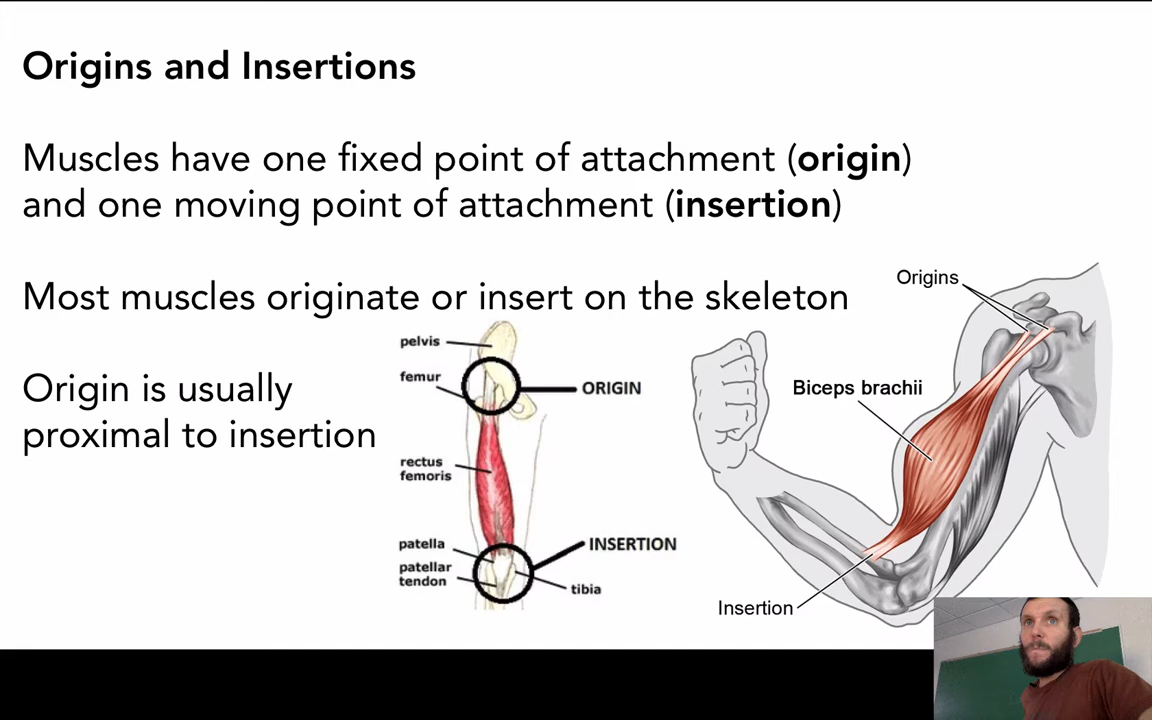 Origins and Insertions
Muscles have one fixed point of attachment (origin)
and one moving point of attachment (insertion)
Most muscles originate or insert on the skeleton
Origin is usually
proximal to insertion
pelvis
femur
ORIGIN
rectus
femoris
patella
patellar
tendon
INSERTION
tibia
Origins
Biceps brachii
Insertion